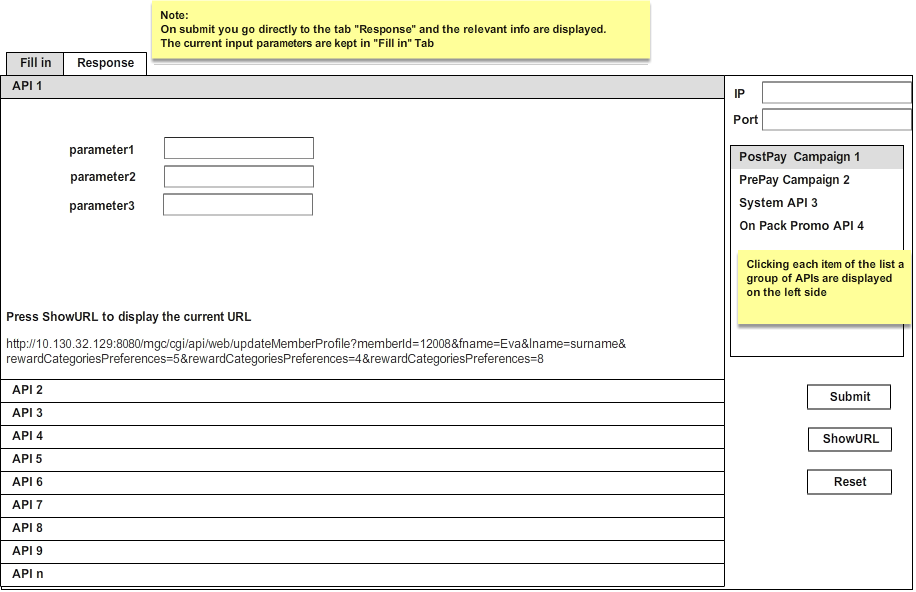 Note:
On submit you go directly to the tab "Response" and the relevant info are displayed.
The current input parameters are kept in "Fill in" Tab
Fill in
Response
API 1
parameter1
parameter2
parameter3
Press ShowURL to display the current URL
http://10.130.32.129:8080/mgc/cgi/api/web/updateMemberProfile?memberId=12008&fname=Eva&lname=surname&
rewardCategoriesPreferences=5&rewardCategoriesPreferences=4&rewardCategoriesPreferences=8
API 2
API 3
API 4
API 5
API 6
API 7
API 8
API 9
API n
IP
Port
PostPay  Campaign 1
PrePay Campaign 2
System API 3
On Pack Promo API 4
Clicking each item of the list a
group of APIs are displayed
on the left side
Submit
ShowURL
Reset